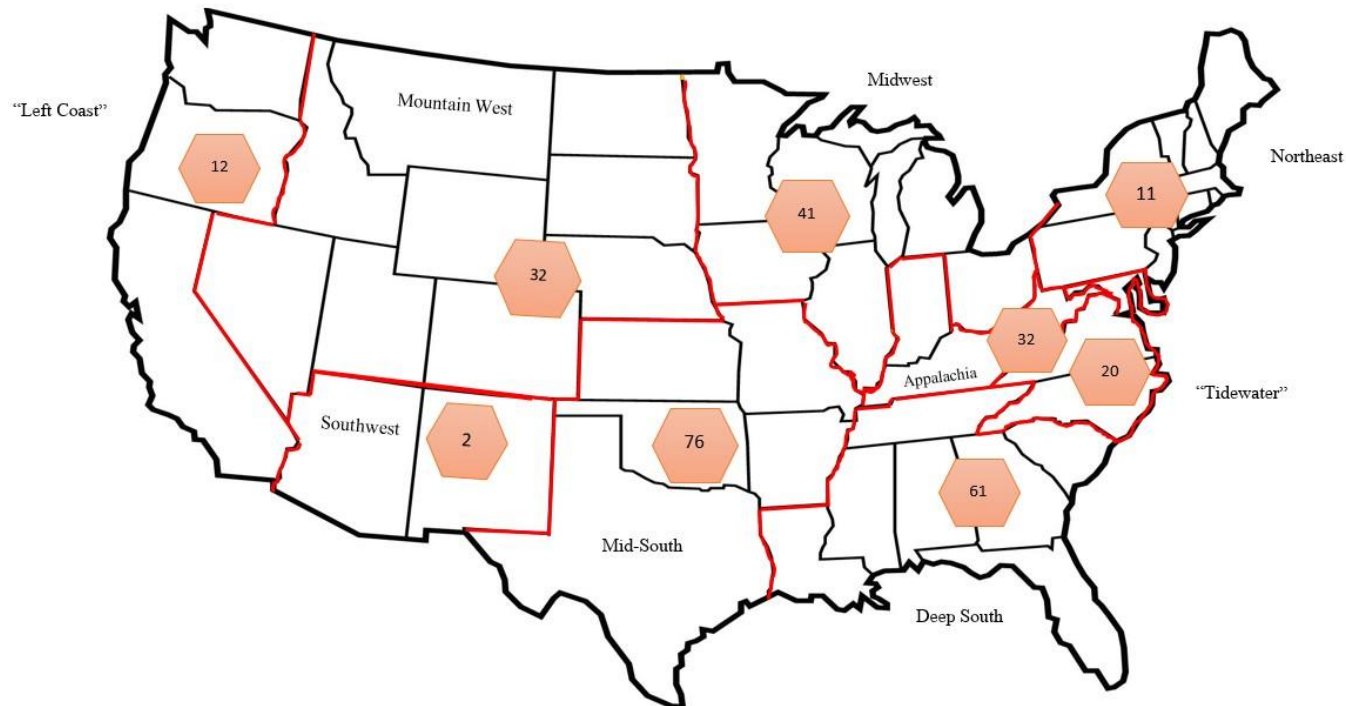 Midwest
Mountain West
"Left Coast"
Northeast
12
11
41
32
32
Appalachia
20
"Tidewater"
Southwest
2
76
61
Mid-South
Deep South